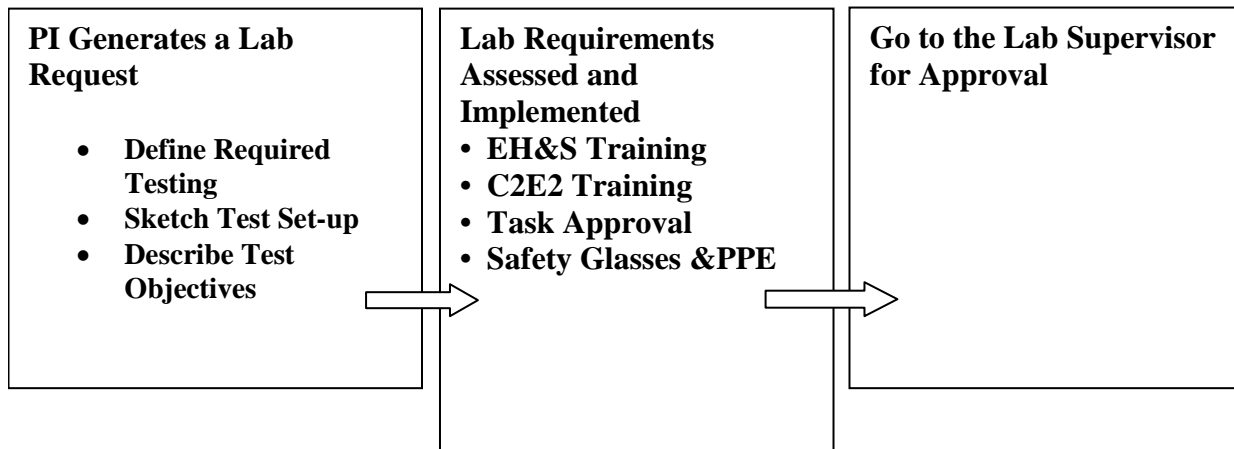 PI Generates a Lab
Request
• Define Required
Testing
• Sketch Test Set-up
• Describe Test
Objectives
Lab Requirements
Assessed and
Implemented
• EH&S Training
• C2E2 Training
• Task Approval
• Safety Glasses &PPE
Go to the Lab Supervisor
for Approval